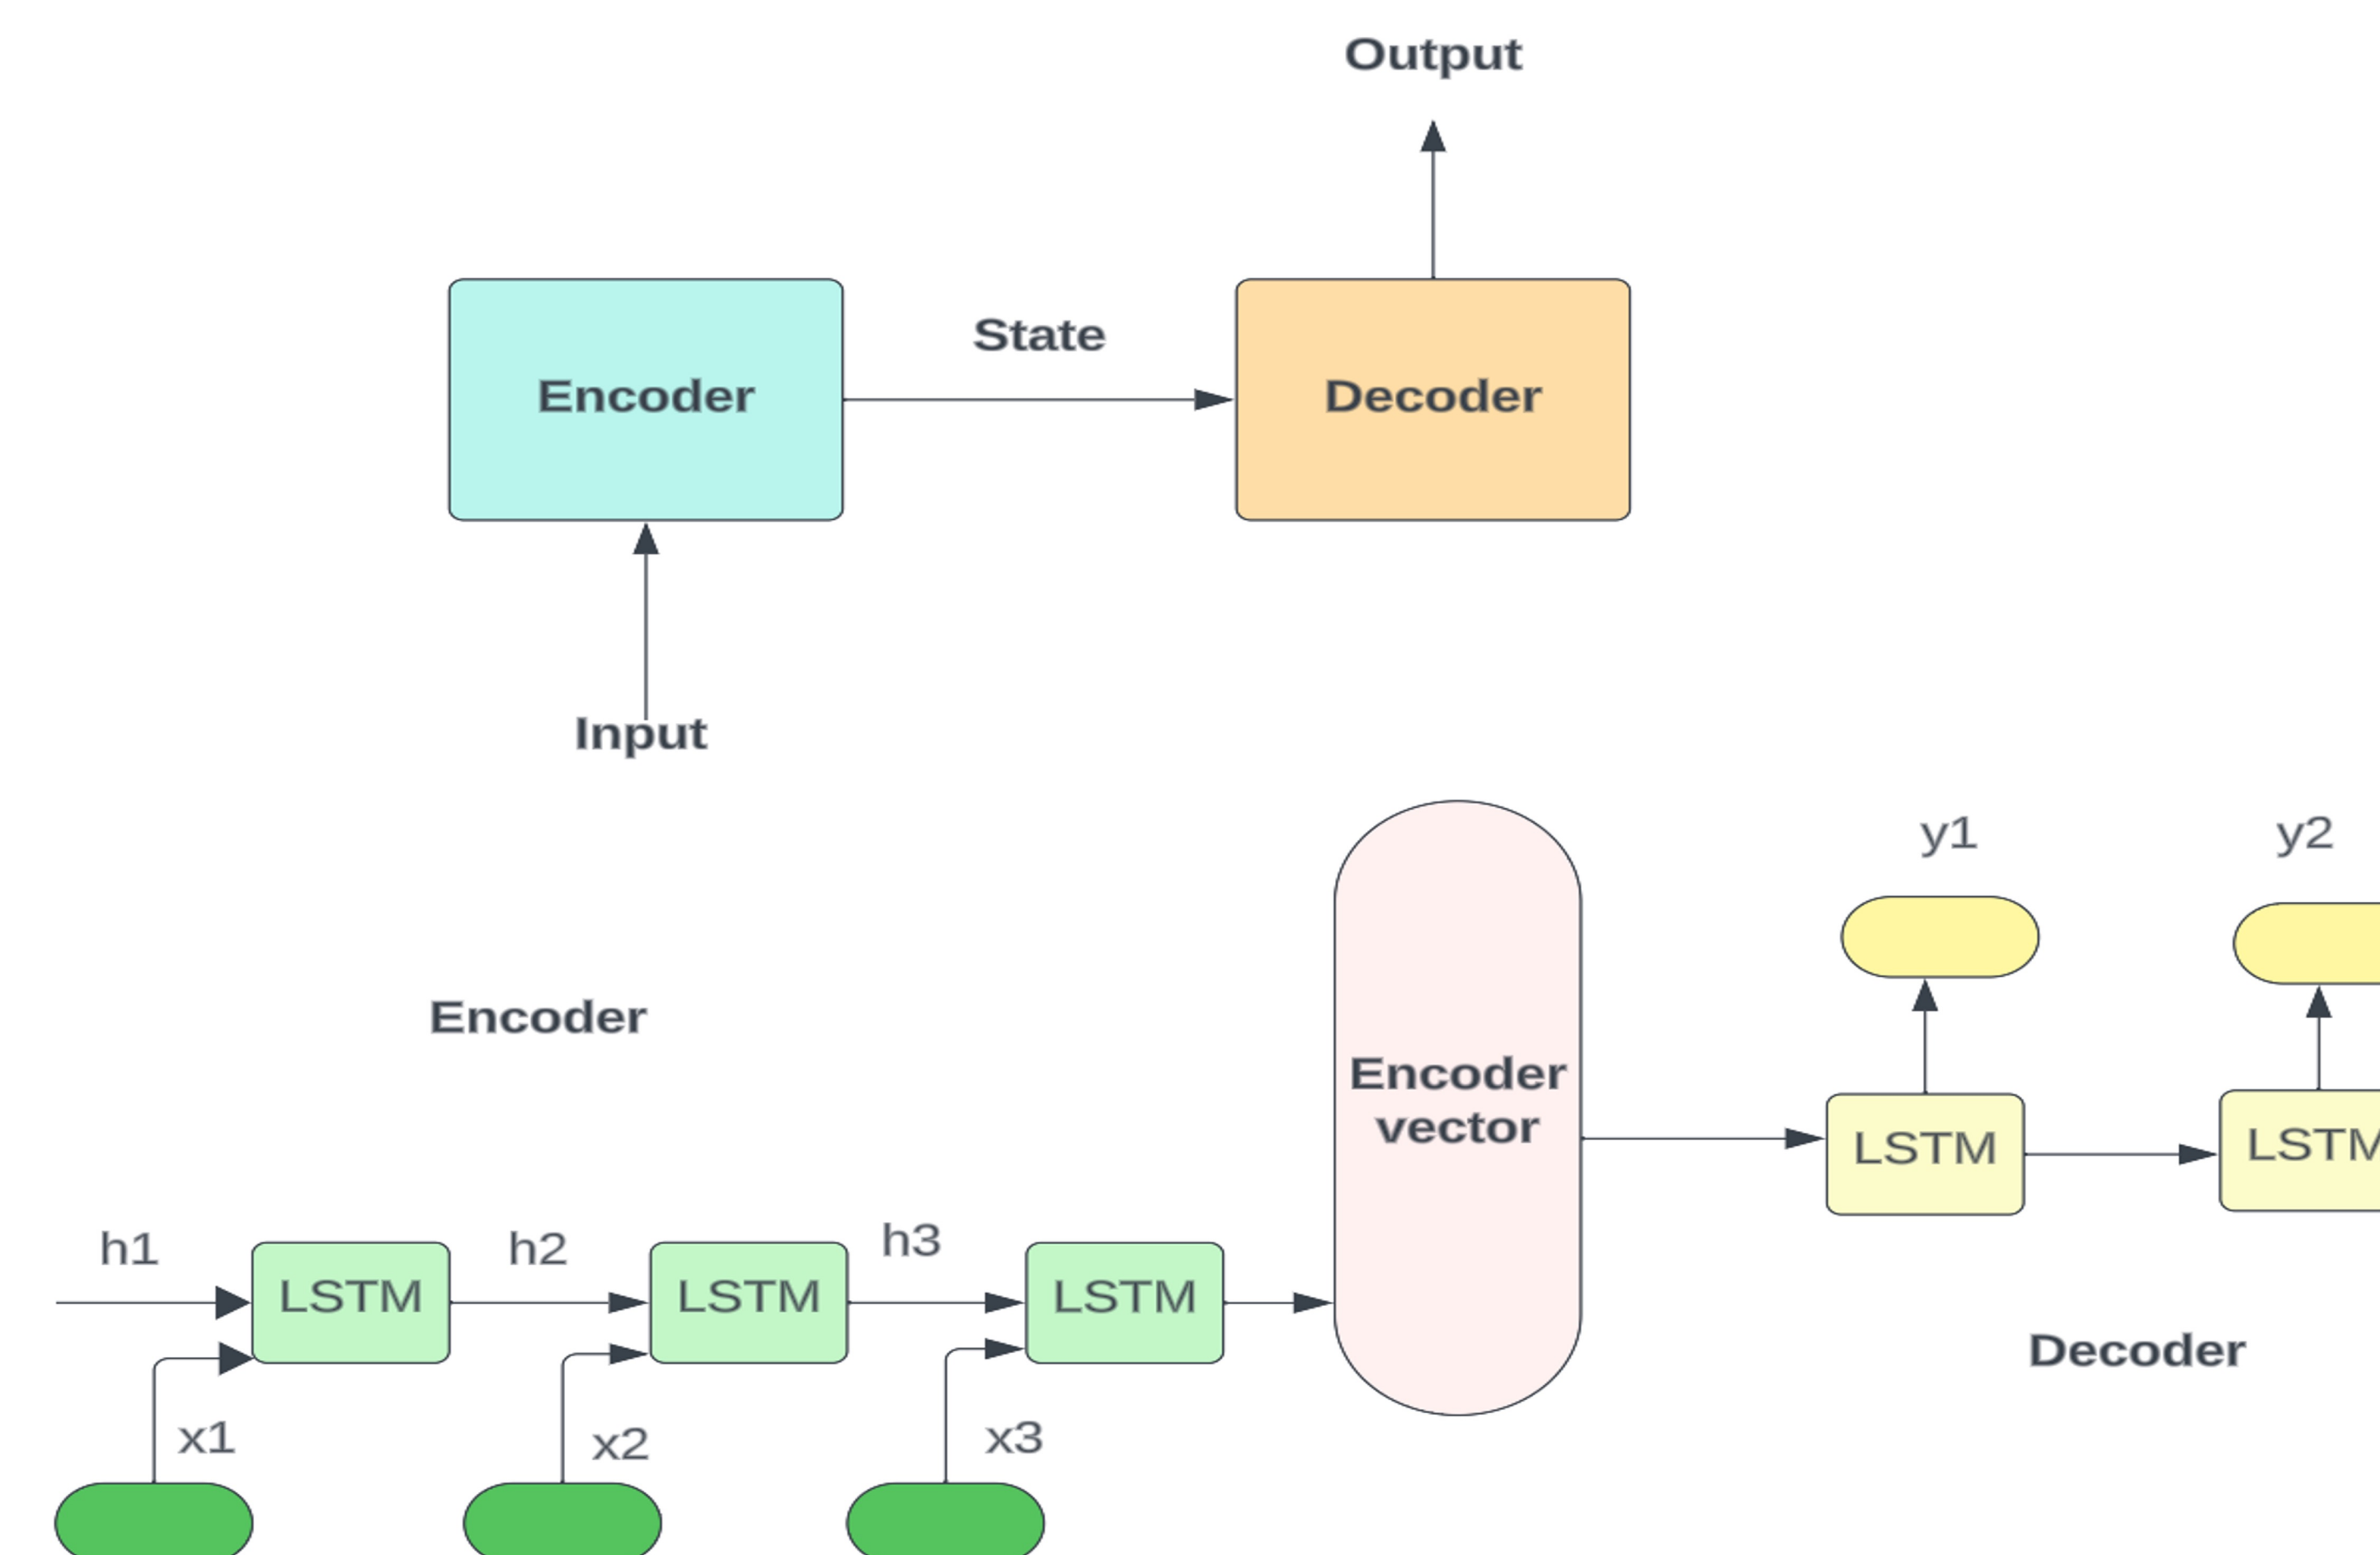 Output
State
Encoder
Decoder
Input
y1
y2
Encoder
Encoder
vector
LSTM
LSTM
h1
h2
h3
LSTM
LSTM
LSTM
Decoder
x1
x2
x3